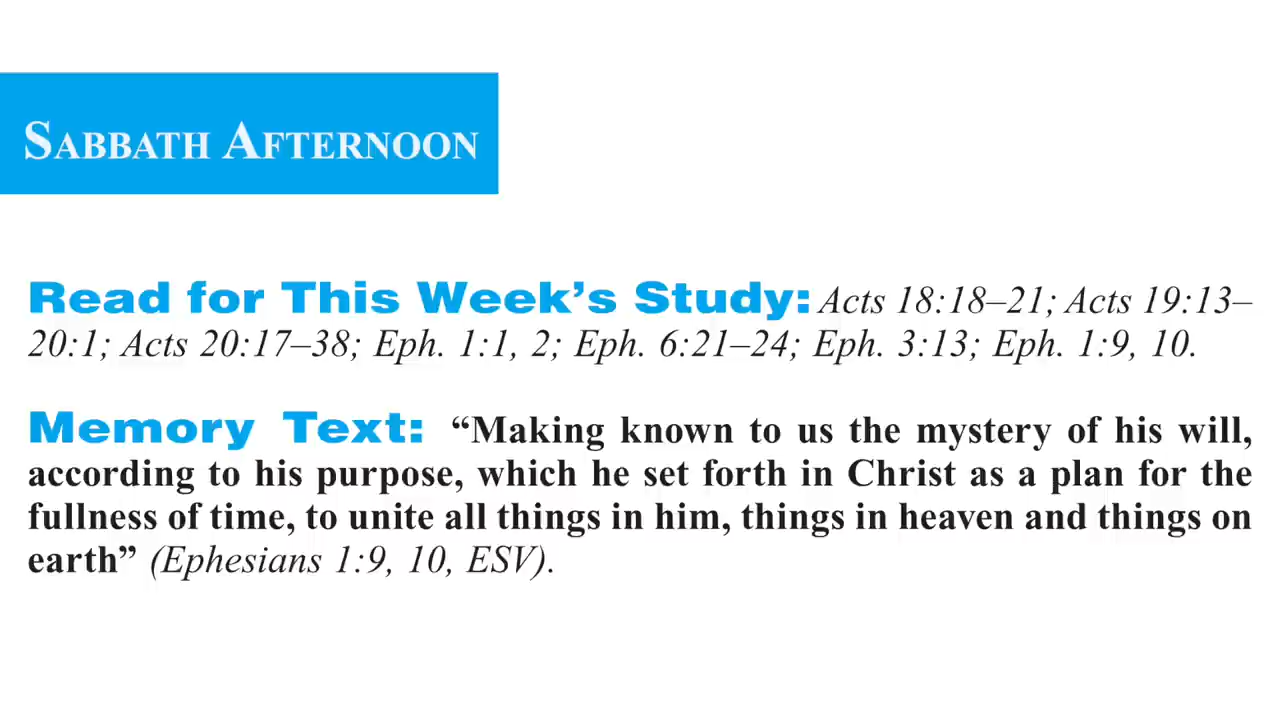 SABBATH AFTERNOON
Read for This Week’s Study: Acts 18:18–21; Acts 19:13–
20:1; Acts 20:17–38; Eph. 1:1, 2; Eph. 6:21–24; Eph. 3:13; Eph. 1:9, 10.
Memory Text: “Making known to us the mystery of his will,
according to his purpose, which he set forth in Christ as a plan for the
fullness of time, to unite all things in him, things in heaven and things on
earth” (Ephesians 1:9, 10, ESV).